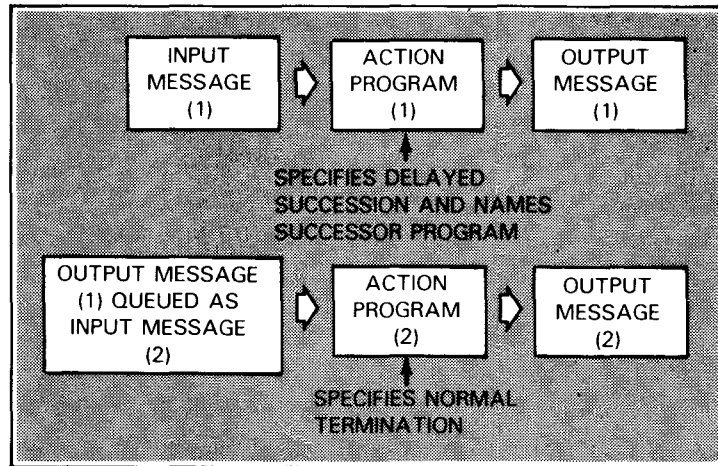 INPUT
MESSAGE
(1)
ACTION
PROGRAM
(1)
OUTPUT
MESSAGE
(1)
SPECIFIES DELAYED
SUCCESSION AND NAMES
SUCCESSOR PROGRAM
OUTPUT MESSAGE
(1) QUEUED AS
INPUT MESSAGE
(2)
ACTION
PROGRAM
(2)
OUTPUT
MESSAGE
(2)
SPECIFIES NORMAL
TERMINATION